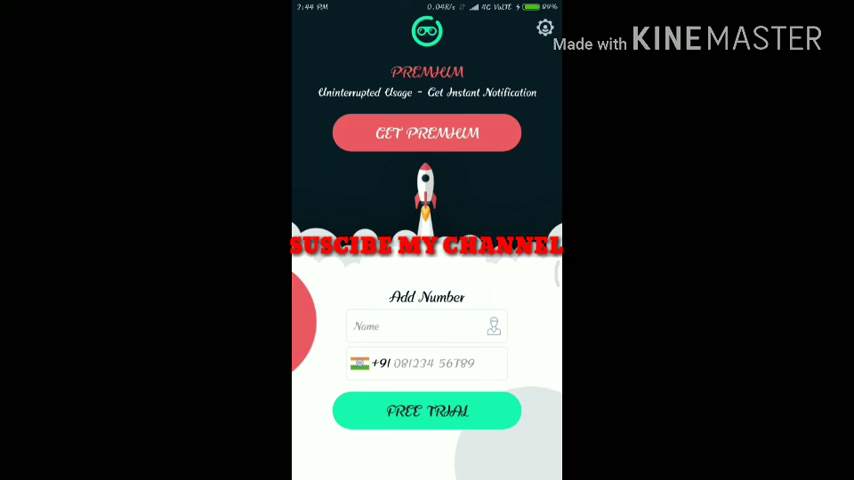 3:44 PM 0.04K/s 4G VoLTE 89%
Made with KINEMASTER
PREMIUM
Uninterrupted Usage - Get Instant Notification
GET PREMIUM
SUSCIBE MY CHANNEL
Add Number
Name
+91 081234 56789
FREE TRIAL